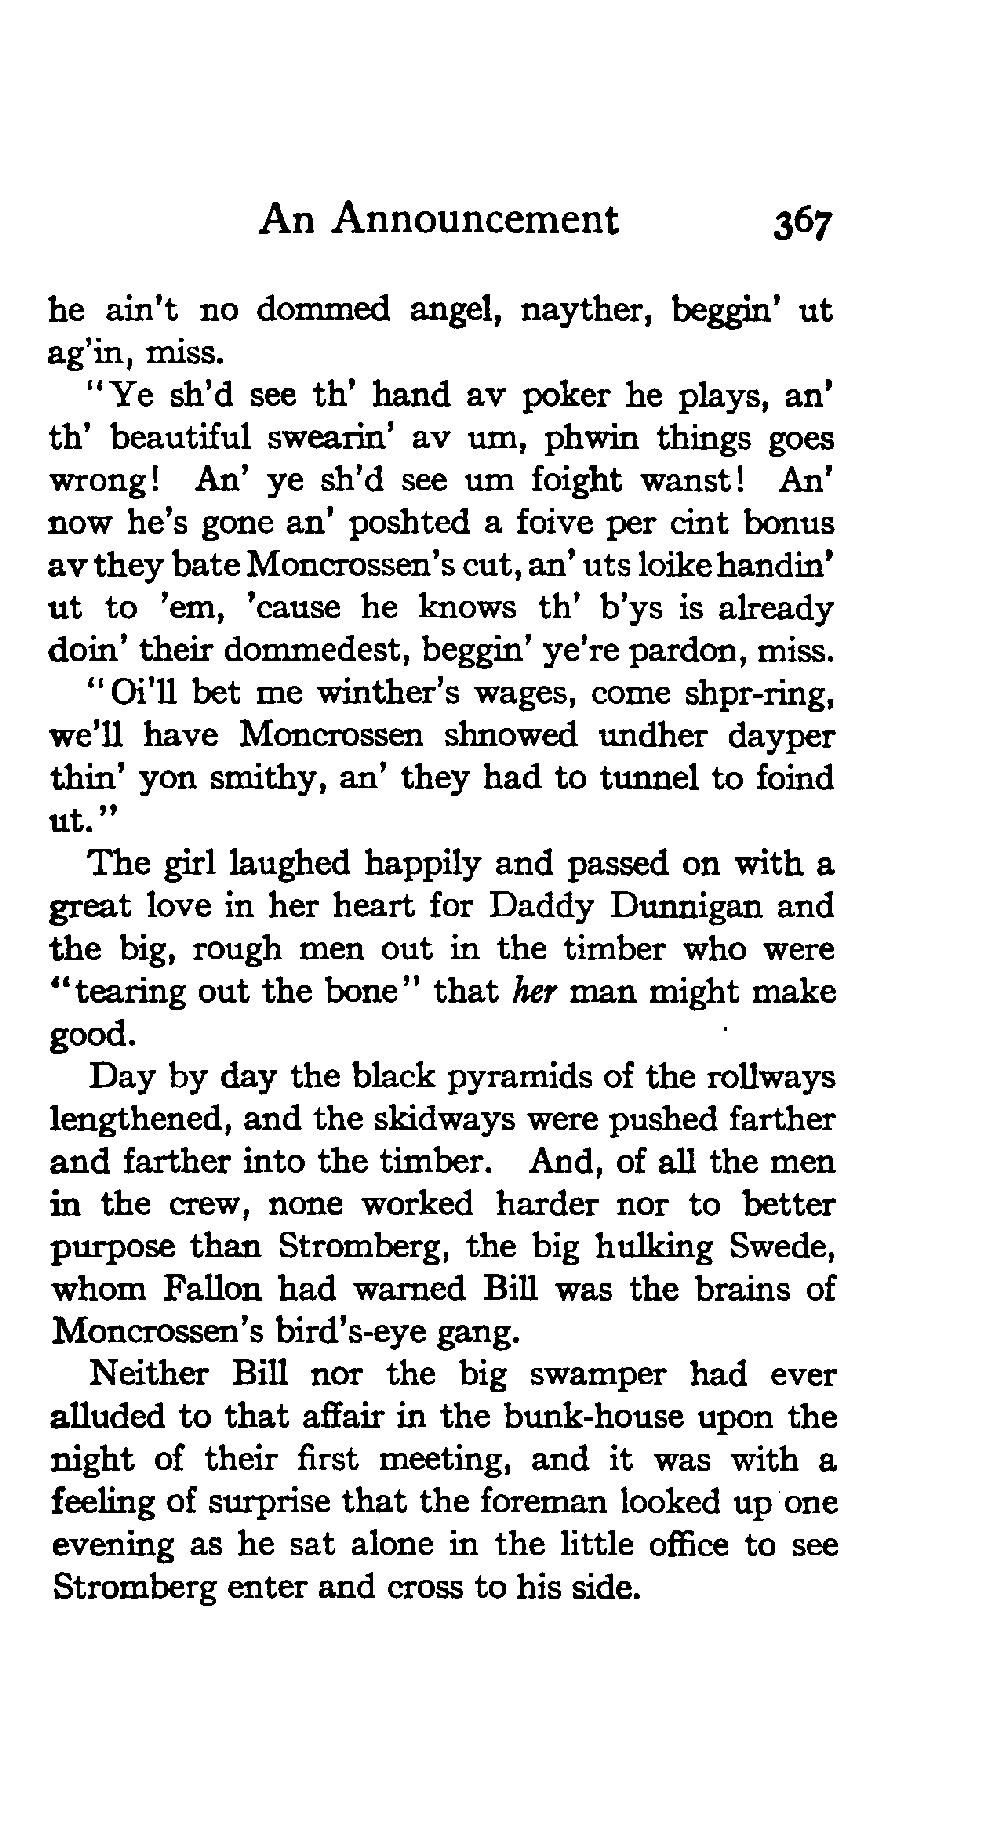 An Announcement 367
he ain't no dommed angel, nayther, beggin' ut
ag'in, miss.
"Ye sh'd see th' hand av poker he plays, an'
th' beautiful swearin' av um, phwin things goes
wrong! An' ye sh'd see um foight wanst! An'
now he's gone an' poshted a foive per cint bonus
av they bate Moncrossen's cut, an' uts loike handin'
ut to 'em, 'cause he knows th' b'ys is already
doin' their dommedest, beggin' ye're pardon, miss.
"Oi'll bet me winther's wages, come shpr-ring,
we'll have Moncrossen shnowed undher dayper
thin' yon smithy, an' they had to tunnel to foind
ut."
The girl laughed happily and passed on with a
great love in her heart for Daddy Dunnigan and
the big, rough men out in the timber who were
"tearing out the bone" that her man might make
good.
Day by day the black pyramids of the rollways
lengthened, and the skidways were pushed farther
and farther into the timber. And, of all the men
in the crew, none worked harder nor to better
purpose than Stromberg, the big hulking Swede,
whom Fallon had warned Bill was the brains of
Moncrossen's bird's-eye gang.
Neither Bill nor the big swamper had ever
alluded to that affair in the bunk-house upon the
night of their first meeting, and it was with a
feeling of surprise that the foreman looked up one
evening as he sat alone in the little office to see
Stromberg enter and cross to his side.